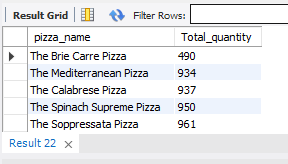 Result Grid Filter Rows:
pizza_name Total_quantity
The Brie Carre Pizza 490
The Mediterranean Pizza 934
The Calabrese Pizza 937
The Spinach Supreme Pizza 950
The Soppressata Pizza 961
Result 22 ×